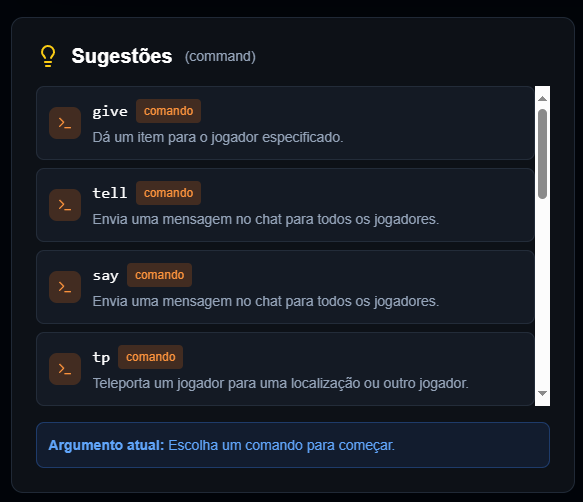 Sugestões (command)
give comando
Dá um item para o jogador especificado.
tell comando
Envia uma mensagem no chat para todos os jogadores.
say comando
Envia uma mensagem no chat para todos os jogadores.
tp comando
Teleporta um jogador para uma localização ou outro jogador.
Argumento atual: Escolha um comando para começar.